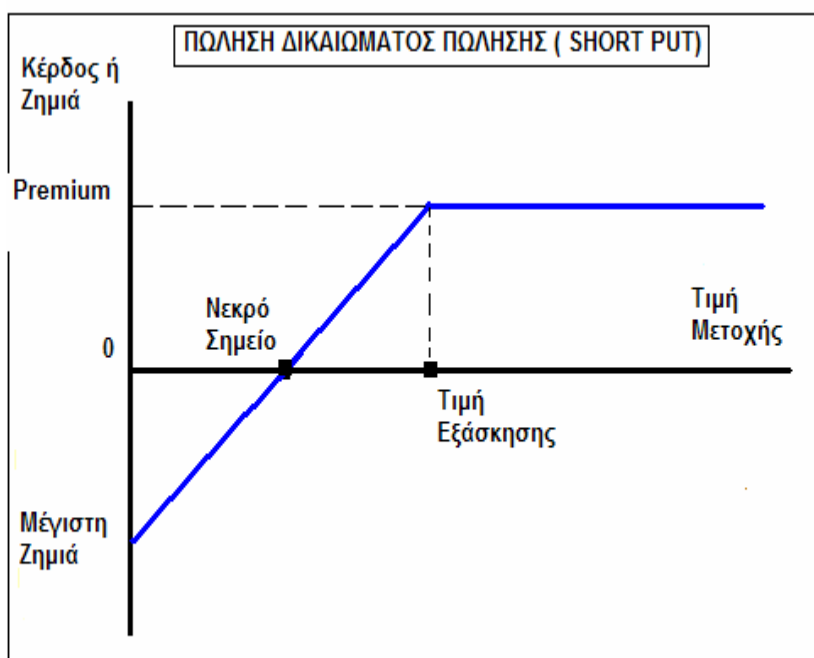 ΠΩΛΗΣΗ ΔΙΚΑΙΩΜΑΤΟΣ ΠΩΛΗΣΗΣ ( SHORT PUT)
Κέρδος ή
Ζημιά
Premium
Νεκρό
Σημείο
Τιμή
Μετοχής
0
Τιμή
Εξάσκησης
Μέγιστη
Ζημιά